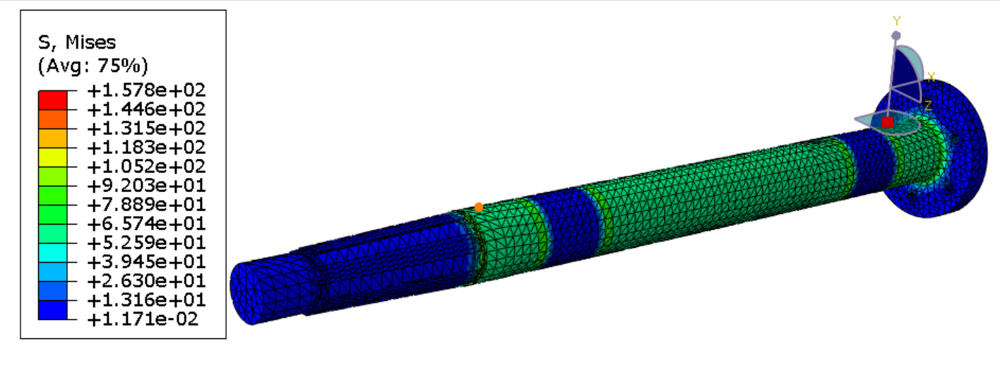 S, Mises
(Avg: 75%)
+1.578e+02
+1.446e+02
+1.315e+02
+1.183e+02
+1.052e+02
+9.203e+01
+7.889e+01
+6.574e+01
+5.259e+01
+3.945e+01
+2.630e+01
+1.316e+01
+1.171e-02
Y
X
Z